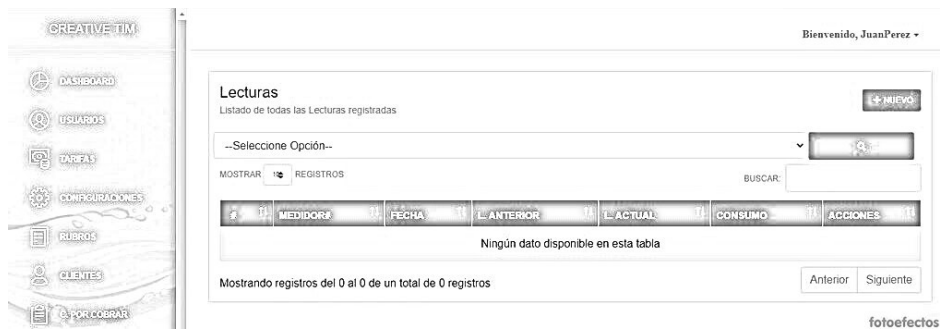 CREATIVE TIM
Bienvenido, JuanPerez
DASHBOARD
USUARIOS
TARIFAS
CONFIGURACIONES
RUBROS
CLIENTES
C. POR COBRAR
Lecturas
Listado de todas las Lecturas registradas
+ NUEVO
--Seleccione Opción--
MOSTRAR 10 REGISTROS
BUSCAR:
# MEDIDOR# FECHA L. ANTERIOR L. ACTUAL CONSUMO ACCIONES
Ningún dato disponible en esta tabla
Mostrando registros del 0 al 0 de un total de 0 registros
Anterior Siguiente
fotoefectos